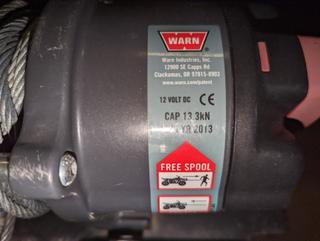 WARN
Warn Industries, Inc.
12900 SE Capps Rd
Clackamas, OR 97015-8903
www.warn.com/patent
12 VOLT DC CE
CAP 13.3kN
YR 2013
FREE SPOOL